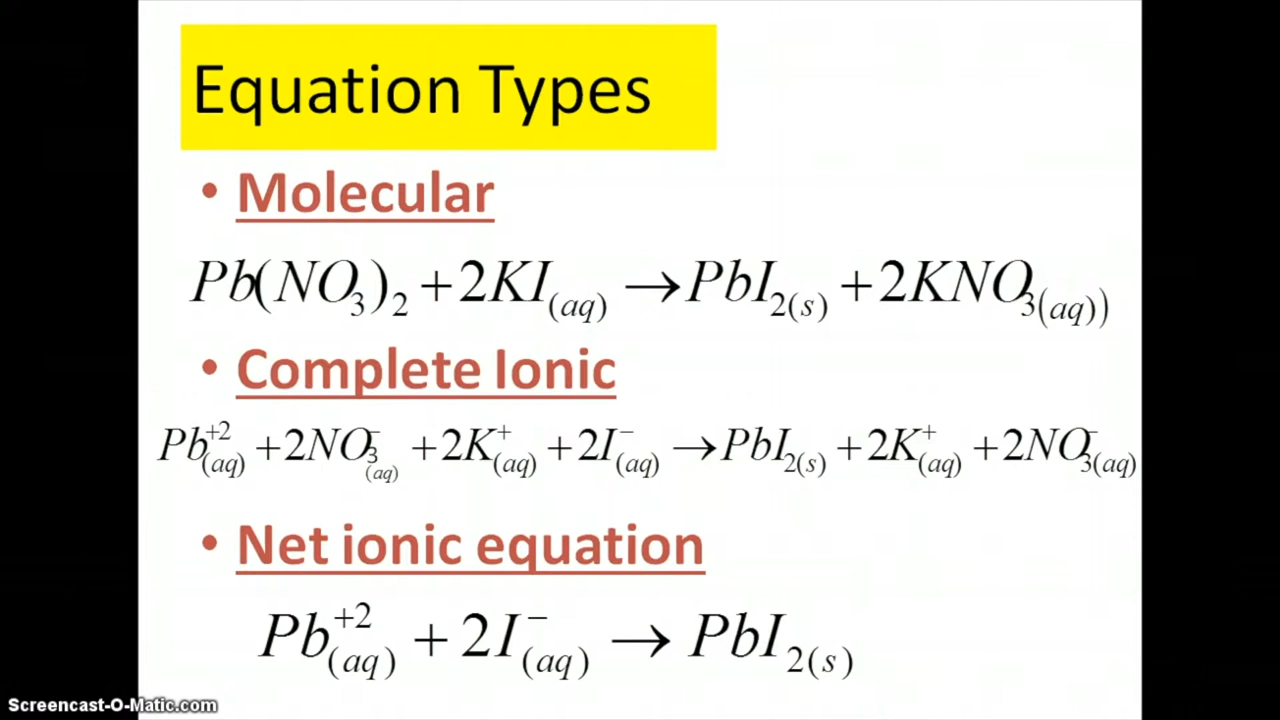 Equation Types
• Molecular
Pb(NO₃)₂ + 2KI₍aq₎ → PbI₂₍s₎ + 2KNO₃₍aq₎₎
• Complete Ionic
Pb⁺²₍aq₎ + 2NO₃⁻₍aq₎ + 2K⁺₍aq₎ + 2I⁻₍aq₎ → PbI₂₍s₎ + 2K⁺₍aq₎ + 2NO₃⁻₍aq₎
• Net ionic equation
Pb⁺²₍aq₎ + 2I⁻₍aq₎ → PbI₂₍s₎
Screencast-O-Matic.com